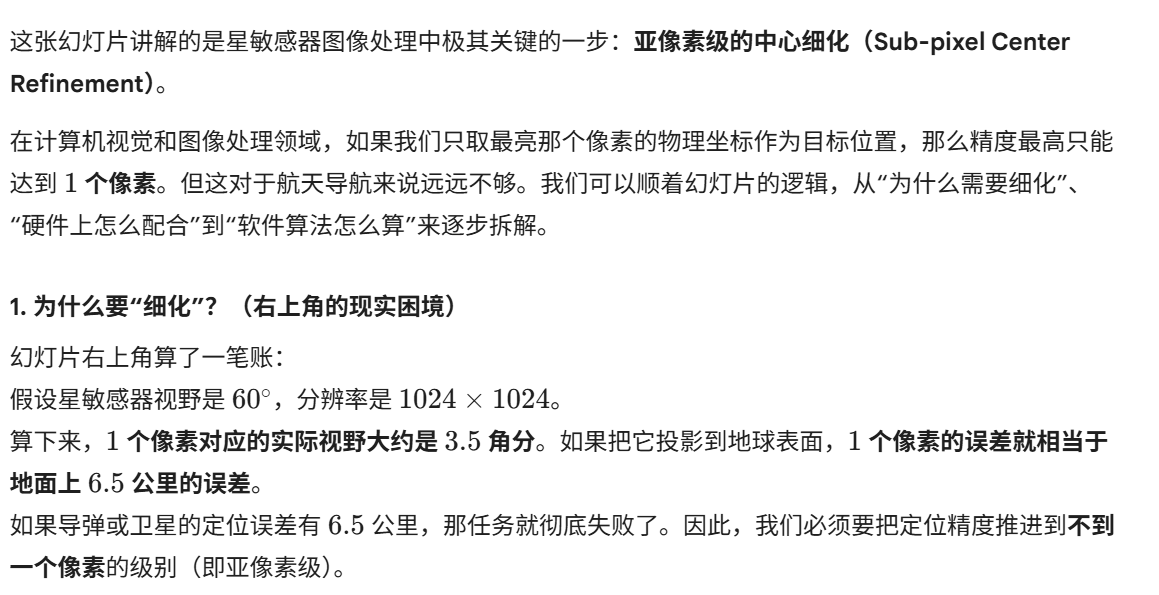 这张幻灯片讲解的是星敏感器图像处理中极其关键的一步：亚像素级的中心细化（Sub-pixel Center
Refinement）。
在计算机视觉和图像处理领域，如果我们只取最亮那个像素的物理坐标作为目标位置，那么精度最高只能
达到 1 个像素。但这对于航天导航来说远远不够。我们可以顺着幻灯片的逻辑，从“为什么需要细化”、
“硬件上怎么配合”到“软件算法怎么算”来逐步拆解。
1. 为什么要“细化”？（右上角的现实困境）
幻灯片右上角算了一笔账：
假设星敏感器视野是 60°，分辨率是 1024 × 1024。
算下来，1 个像素对应的实际视野大约是 3.5 角分。如果把它投影到地球表面，1 个像素的误差就相当于
地面上 6.5 公里的误差。
如果导弹或卫星的定位误差有 6.5 公里，那任务就彻底失败了。因此，我们必须要把定位精度推进到不到
一个像素的级别（即亚像素级）。